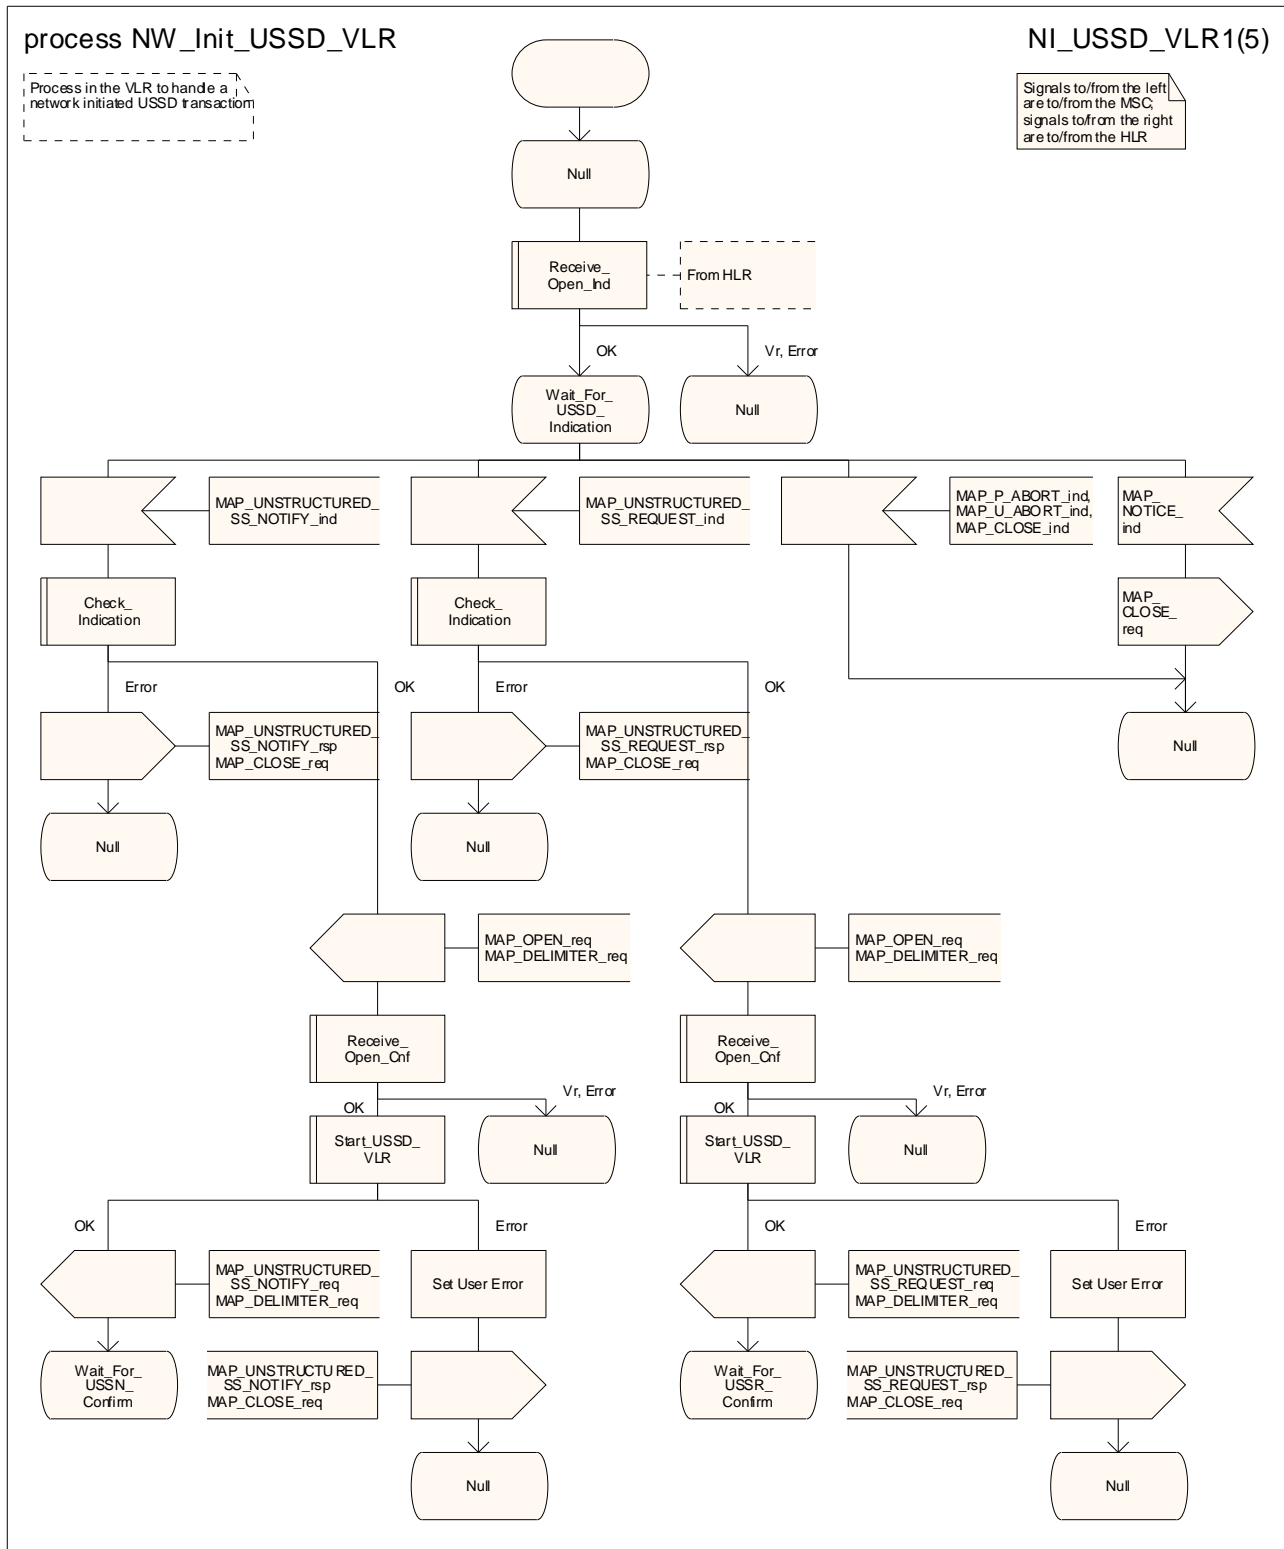 process NW_Init_USSD_VLR
NI_USSD_VLR1(5)
Process in the VLR to handle a
network initiated USSD transaction
Signals to/from the left
are to/from the MSC;
signals to/from the right
are to/from the HLR
Null
Receive_
Open_Ind
From HLR
OK
Vr, Error
Wait_For_
USSD_
Indication
Null
MAP_UNSTRUCTURED_
SS_NOTIFY_ind
MAP_UNSTRUCTURED_
SS_REQUEST_ind
MAP_P_ABORT_ind,
MAP_U_ABORT_ind,
MAP_CLOSE_ind
MAP_
NOTICE_
ind
Check_
Indication
Check_
Indication
MAP_
CLOSE_
req
Error
OK
Error
OK
MAP_UNSTRUCTURED_
SS_NOTIFY_rsp
MAP_CLOSE_req
MAP_UNSTRUCTURED_
SS_REQUEST_rsp
MAP_CLOSE_req
Null
Null
Null
MAP_OPEN_req
MAP_DELIMITER_req
MAP_OPEN_req
MAP_DELIMITER_req
Receive_
Open_Cnf
Receive_
Open_Cnf
OK
Vr, Error
OK
Vr, Error
Start_USSD_
VLR
Null
Start_USSD_
VLR
Null
OK
Error
OK
Error
MAP_UNSTRUCTURED_
SS_NOTIFY_req
MAP_DELIMITER_req
Set User Error
MAP_UNSTRUCTURED_
SS_REQUEST_req
MAP_DELIMITER_req
Set User Error
Wait_For_
USSN_
Confirm
MAP_UNSTRUCTURED_
SS_NOTIFY_rsp
MAP_CLOSE_req
Wait_For_
USSR_
Confirm
MAP_UNSTRUCTURED_
SS_REQUEST_rsp
MAP_CLOSE_req
Null
Null